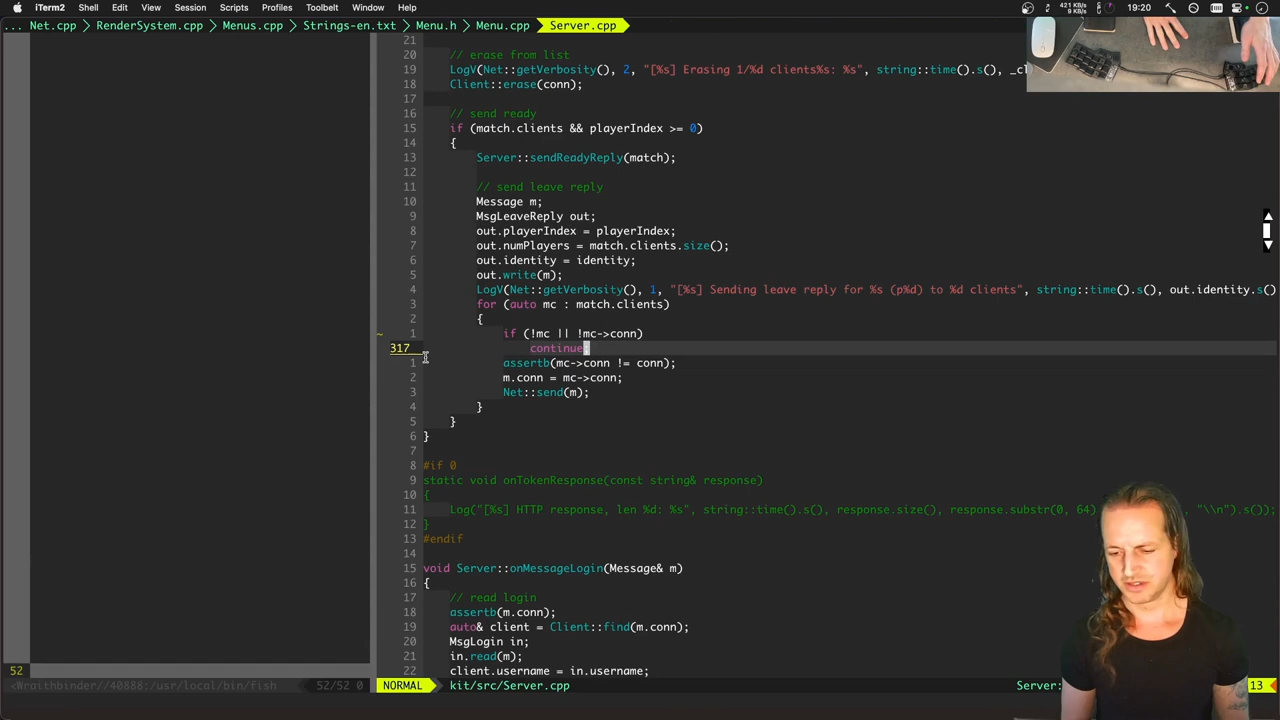 iTerm2 Shell Edit View Session Scripts Profiles Toolbelt Window Help 421 KB 9 KB 19:20
... Net.cpp RenderSystem.cpp Menus.cpp Strings-en.txt Menu.h Menu.cpp Server.cpp
21
20 // erase from list
19 LogV(Net::getVerbosity(), 2, "[%s] Erasing 1/%d clients%s: %s", string::time().s(), _cl
18 Client::erase(conn);
17
16 // send ready
15 if (match.clients && playerIndex >= 0)
14 {
13 Server::sendReadyReply(match);
12
11 // send leave reply
10 Message m;
9 MsgLeaveReply out;
8 out.playerIndex = playerIndex;
7 out.numPlayers = match.clients.size();
6 out.identity = identity;
5 out.write(m);
4 LogV(Net::getVerbosity(), 1, "[%s] Sending leave reply for %s (p%d) to %d clients", string::time().s(), out.identity.s()
3 for (auto mc : match.clients)
2 {
~ 1 if (!mc || !mc->conn)
317 continue;
1 assertb(mc->conn != conn);
2 m.conn = mc->conn;
3 Net::send(m);
4 }
5 }
6 }
7
8 #if 0
9 static void onTokenResponse(const string& response)
10 {
11 Log("[%s] HTTP response, len %d: %s", string::time().s(), response.size(), response.substr(0, 64) , "\\n").s());
12 }
13 #endif
14
15 void Server::onMessageLogin(Message& m)
16 {
17 // read login
18 assertb(m.conn);
19 auto& client = Client::find(m.conn);
20 MsgLogin in;
21 in.read(m);
52 22 client.username = in.username;
<Wraithbinder//40888:/usr/local/bin/fish 52/52 0 NORMAL kit/src/Server.cpp Server: 13